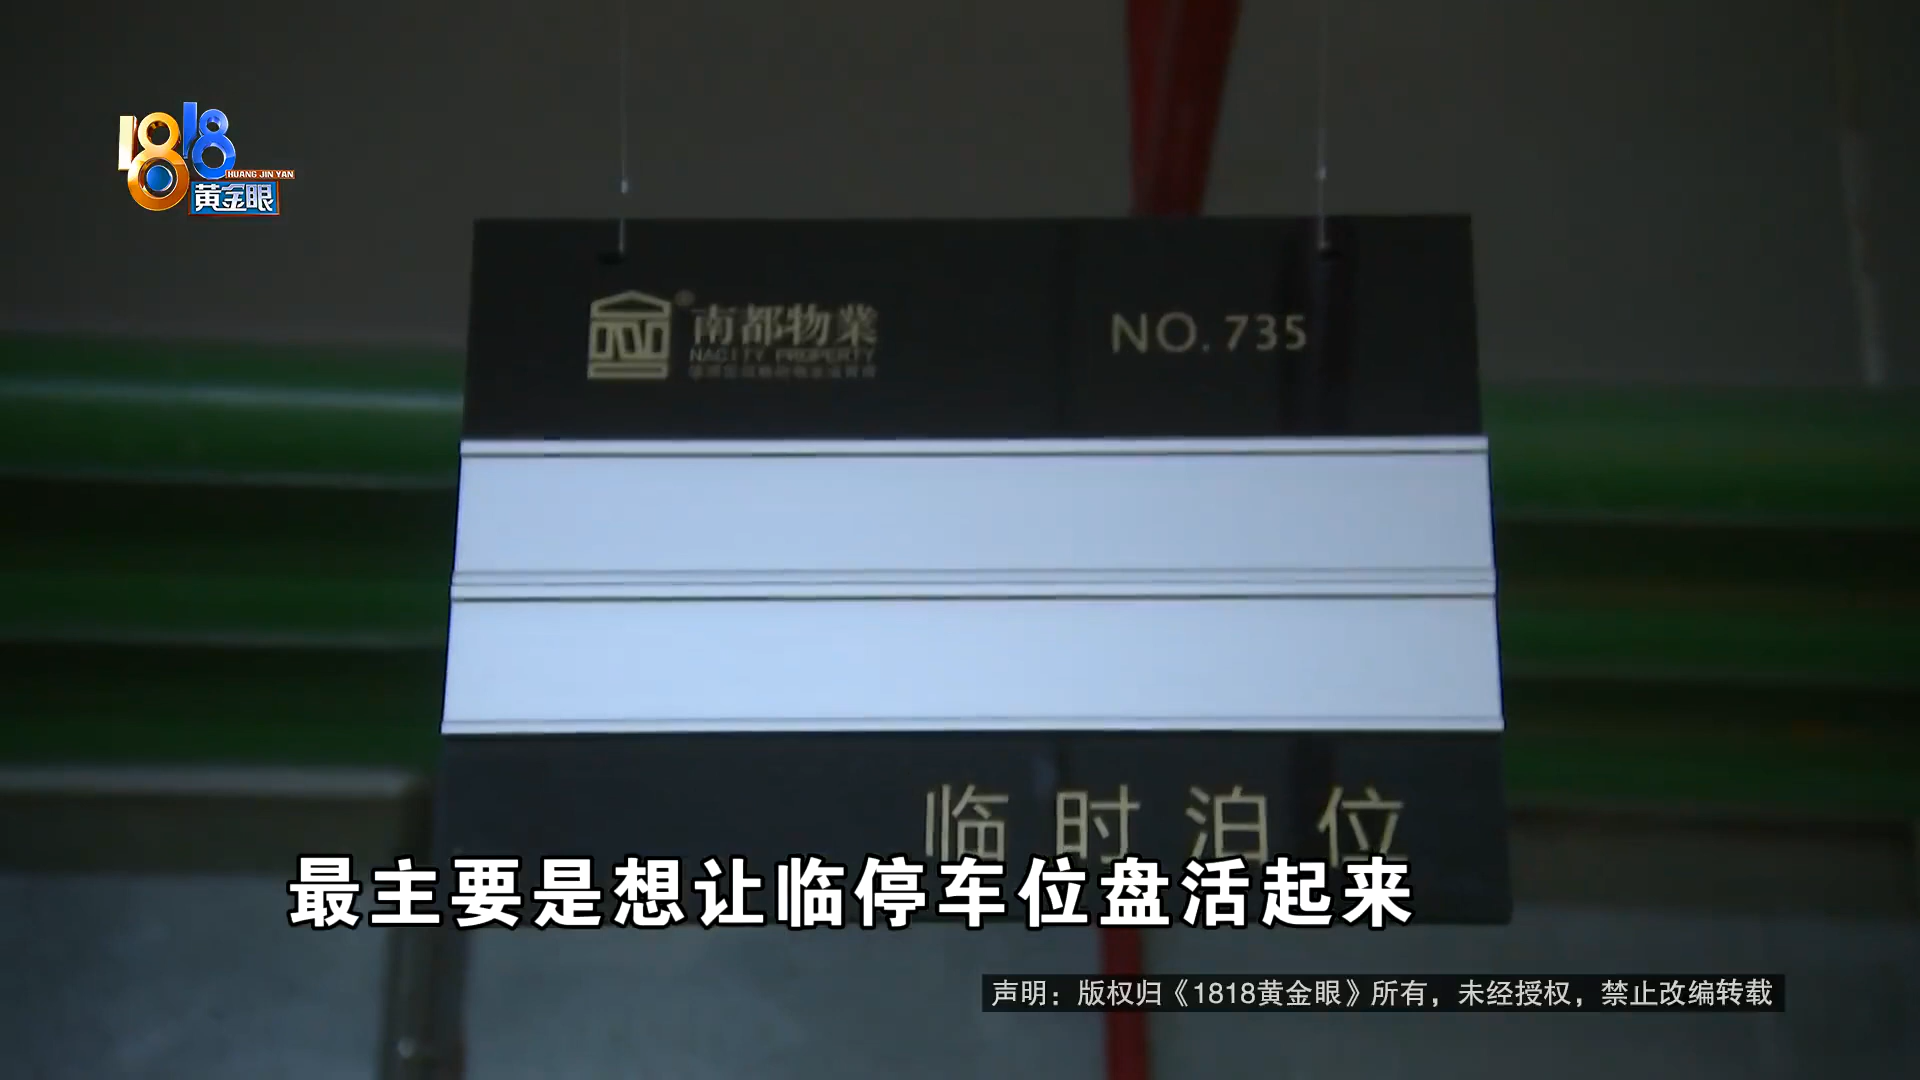 1818
HUANG JIN YAN
黄金眼
南都物業
NACITY PROPERTY
NO. 735
临时泊位
最主要是想让临停车位盘活起来
声明：版权归《1818黄金眼》所有，未经授权，禁止改编转载